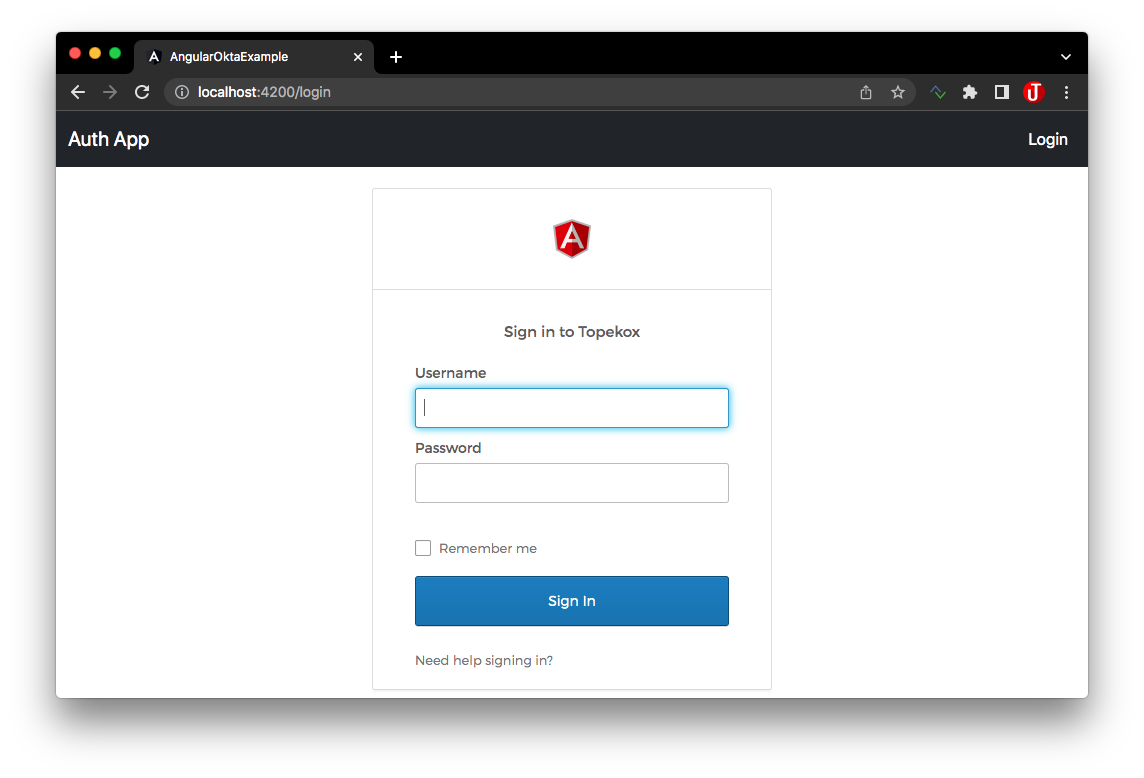 AngularOktaExample
localhost:4200/login
Auth App
Login
Sign in to Topekox
Username
Password
Remember me
Sign In
Need help signing in?